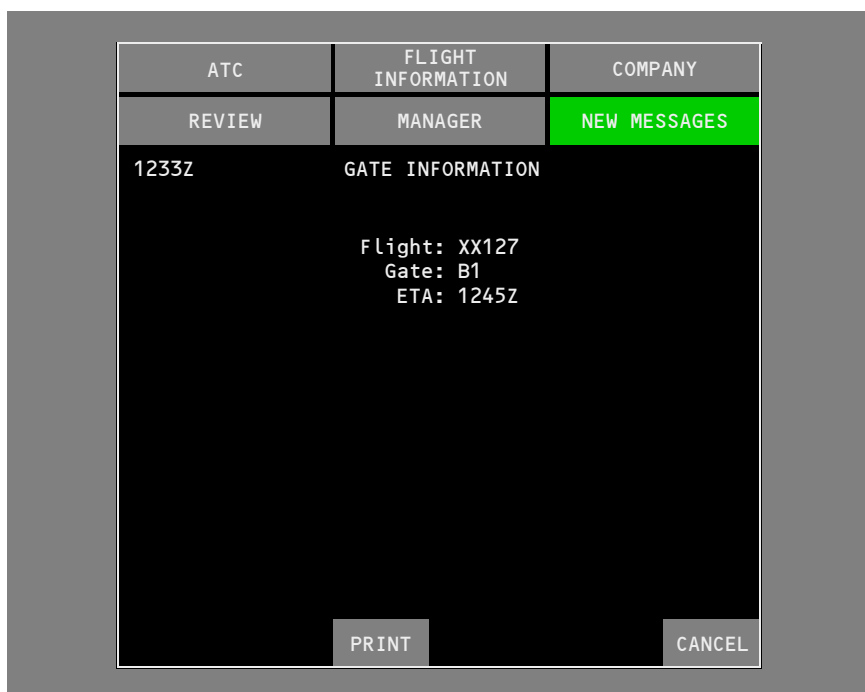 ATC
FLIGHT
INFORMATION
COMPANY
REVIEW
MANAGER
NEW MESSAGES
1233Z GATE INFORMATION
Flight: XX127
Gate: B1
ETA: 1245Z
PRINT
CANCEL